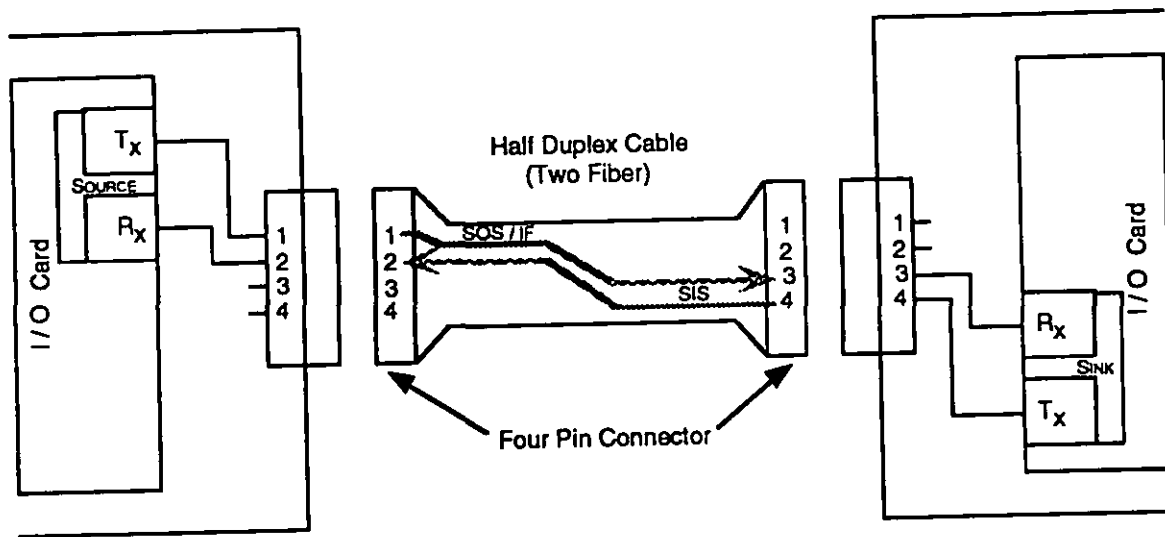 Half Duplex Cable
(Two Fiber)
I / O Card
Tx
SOURCE
Rx
1
2
3
4
1
2
3
4
SOS / IF
SIS
1
2
3
4
1
2
3
4
Rx
SINK
Tx
I / O Card
Four Pin Connector